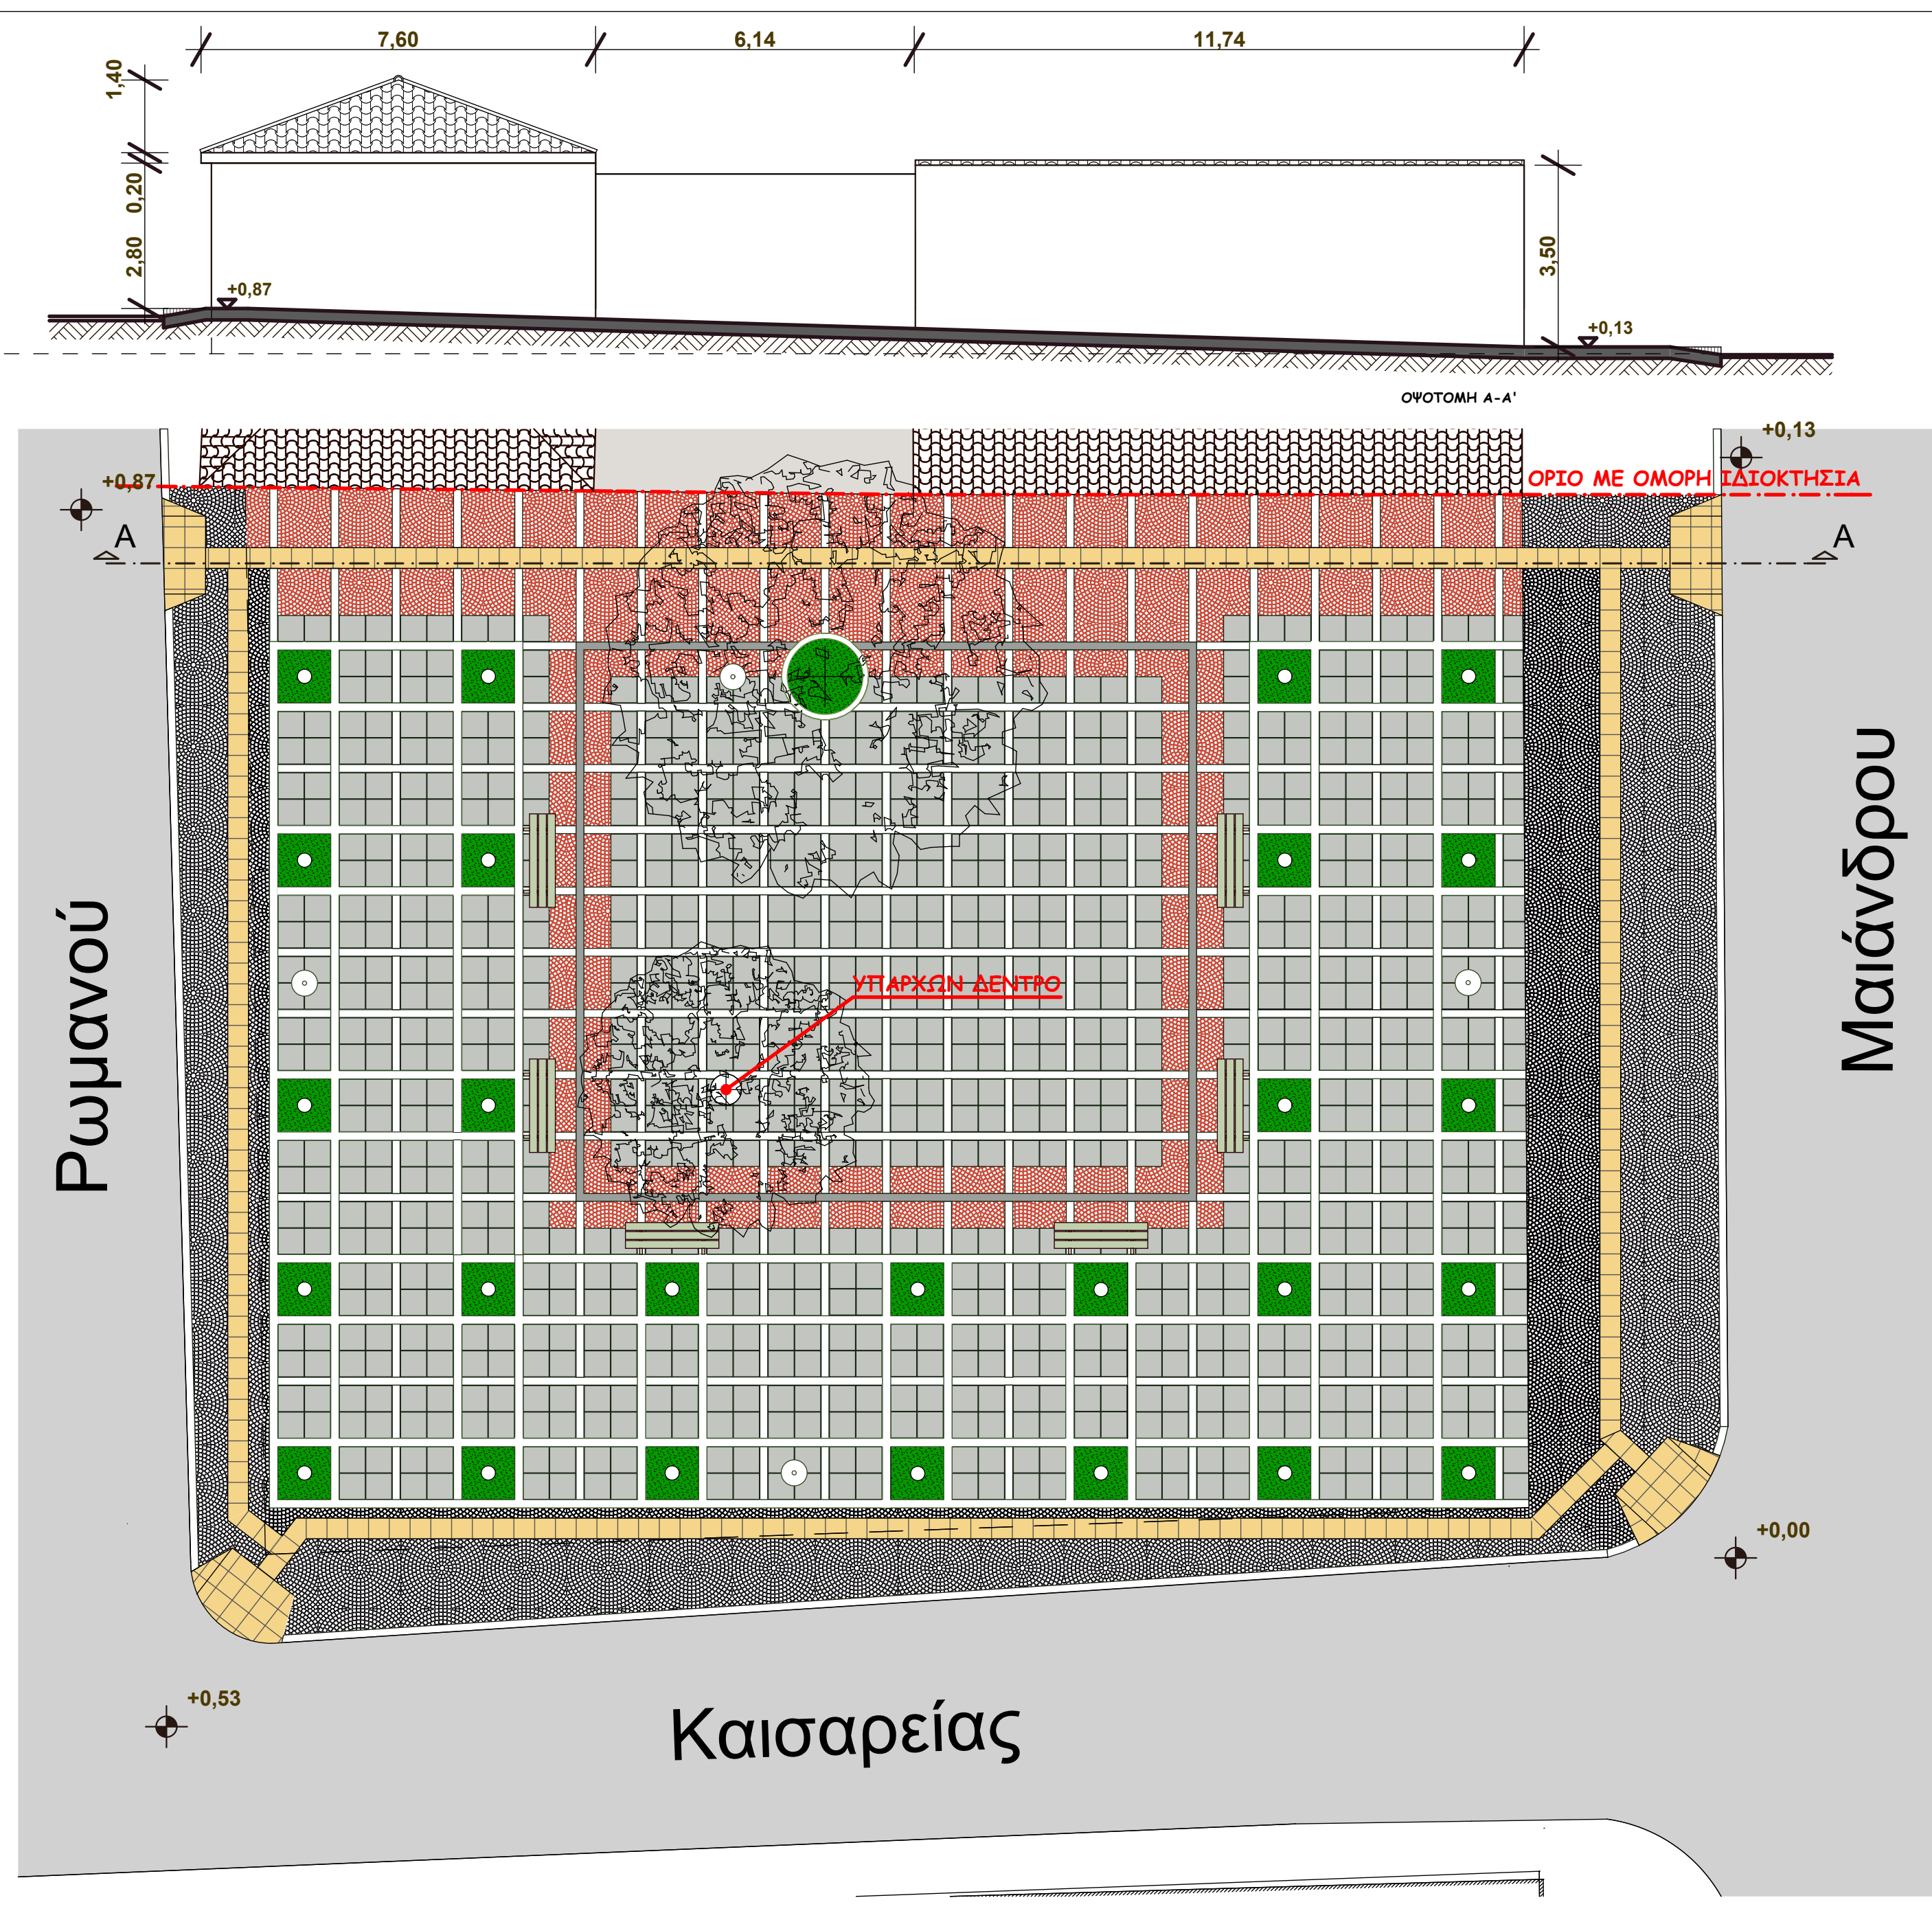 7,60
6,14
11,74
1,40
0,20
2,80
3,50
+0,87
+0,13
ΟΨΟΤΟΜΗ Α-Α'
+0,13
+0,87
ΟΡΙΟ ΜΕ ΟΜΟΡΗ ΙΔΙΟΚΤΗΣΙΑ
Α
Α
Ρωμανού
Μαιάνδρου
ΥΠΑΡΧΩΝ ΔΕΝΤΡΟ
+0,00
+0,53
Καισαρείας